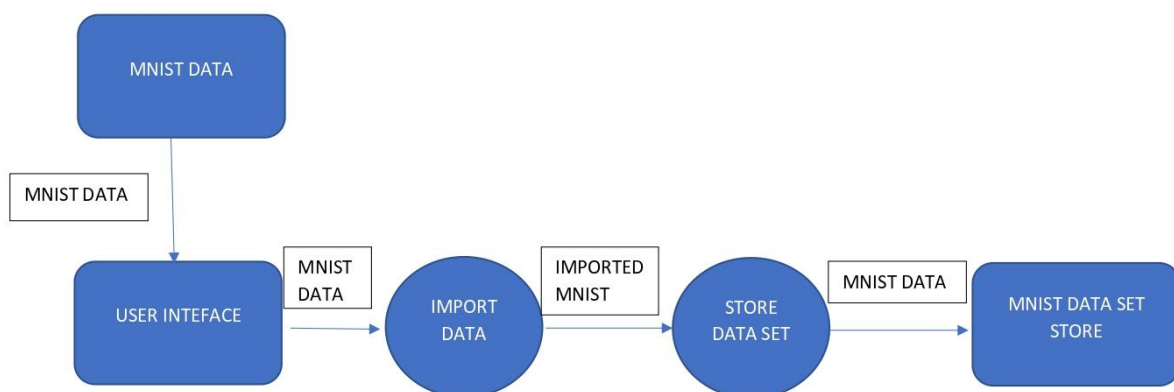 MNIST DATA
MNIST DATA
USER INTEFACE
MNIST
DATA
IMPORT
DATA
IMPORTED
MNIST
STORE
DATA SET
MNIST DATA
MNIST DATA SET
STORE